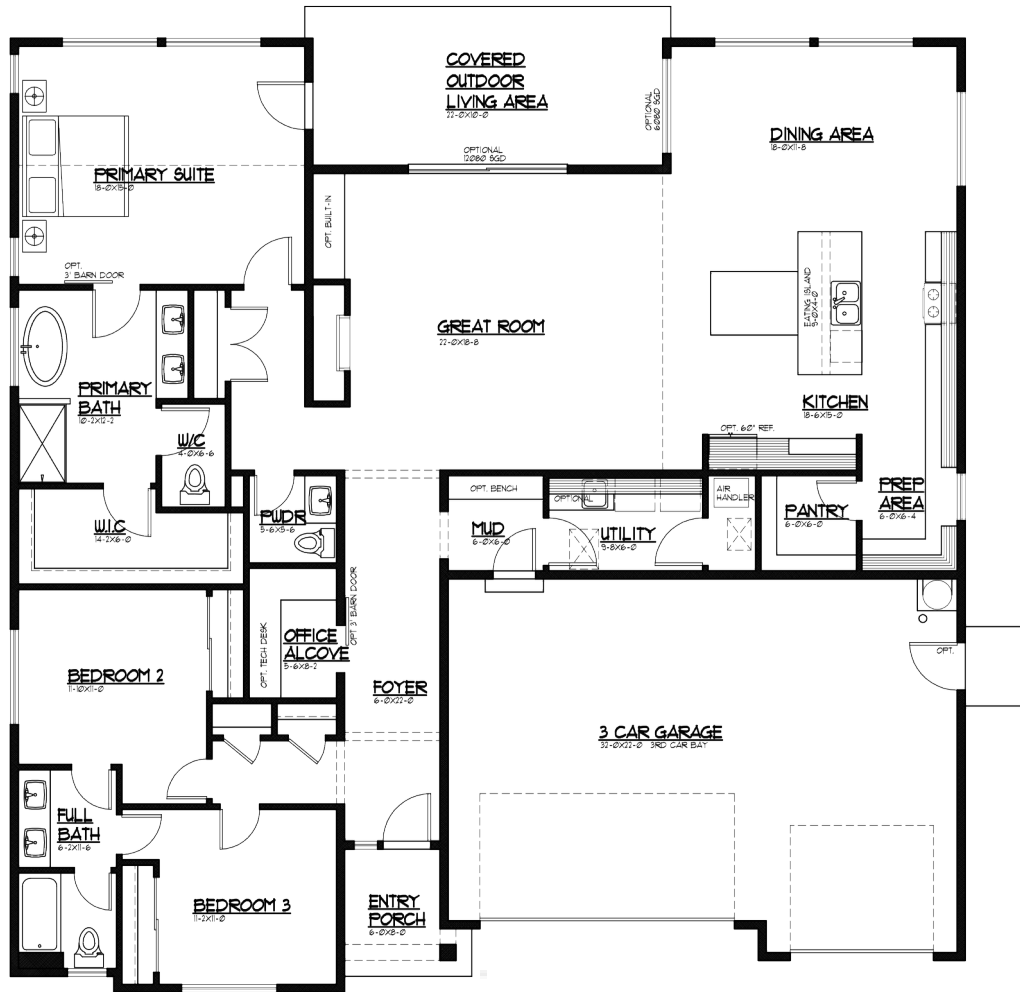 COVERED
OUTDOOR
LIVING AREA
22-0X10-0
OPTIONAL
6080 SGD
OPTIONAL
12080 SGD
DINING AREA
18-0X11-8
PRIMARY SUITE
18-0X15-0
OPT. BUILT-IN
OPT.
3' BARN DOOR
GREAT ROOM
22-0X18-8
EATING ISLAND
9-0X4-0
PRIMARY
BATH
10-2X12-2
KITCHEN
18-6X15-0
W/C
4-0X6-6
OPT. 60" REF.
W.I.C
14-2X6-0
PWDR
5-6X5-6
OPT. BENCH
OPTIONAL
AIR
HANDLER
MUD
6-0X6-0
UTILITY
9-8X6-0
PANTRY
6-0X6-0
PREP
AREA
6-0X6-4
OPT 3' BARN DOOR
OPT. TECH DESK
OFFICE
ALCOVE
5-6X8-2
BEDROOM 2
11-10X11-0
FOYER
6-0X22-0
OPT.
3 CAR GARAGE
32-0X22-0 3RD CAR BAY
FULL
BATH
6-2X11-6
BEDROOM 3
11-2X11-0
ENTRY
PORCH
6-0X8-0